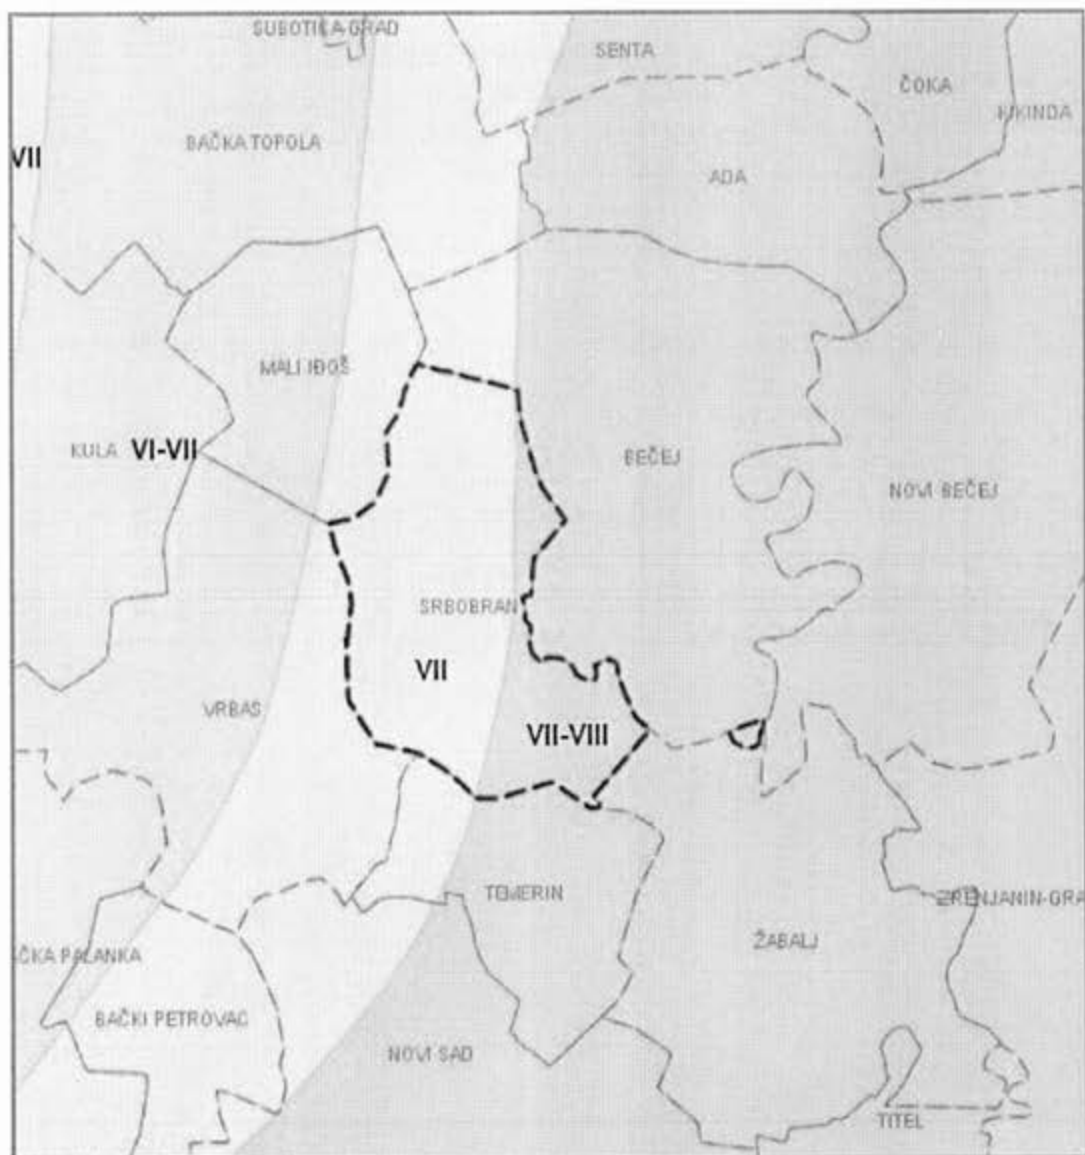 SUBOTICA-GRAD
SENTA
ČOKA
KIKINDA
BAČKA TOPOLA
VII
ADA
MALI IĐOŠ
KULA VI-VII
BEČEJ
NOVI BEČEJ
SRBOBRAN
VII
VRBAS
VII-VIII
TEMERIN
ZRENJANIN-GRA
ŽABALJ
AČKA PALANKA
BAČKI PETROVAC
NOVI SAD
TITEL